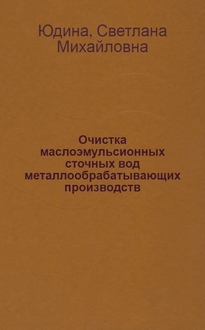 Юдина, Светлана
Михайловна
Очистка
маслоэмульсионных
сточных вод
металлообрабатывающих
производств